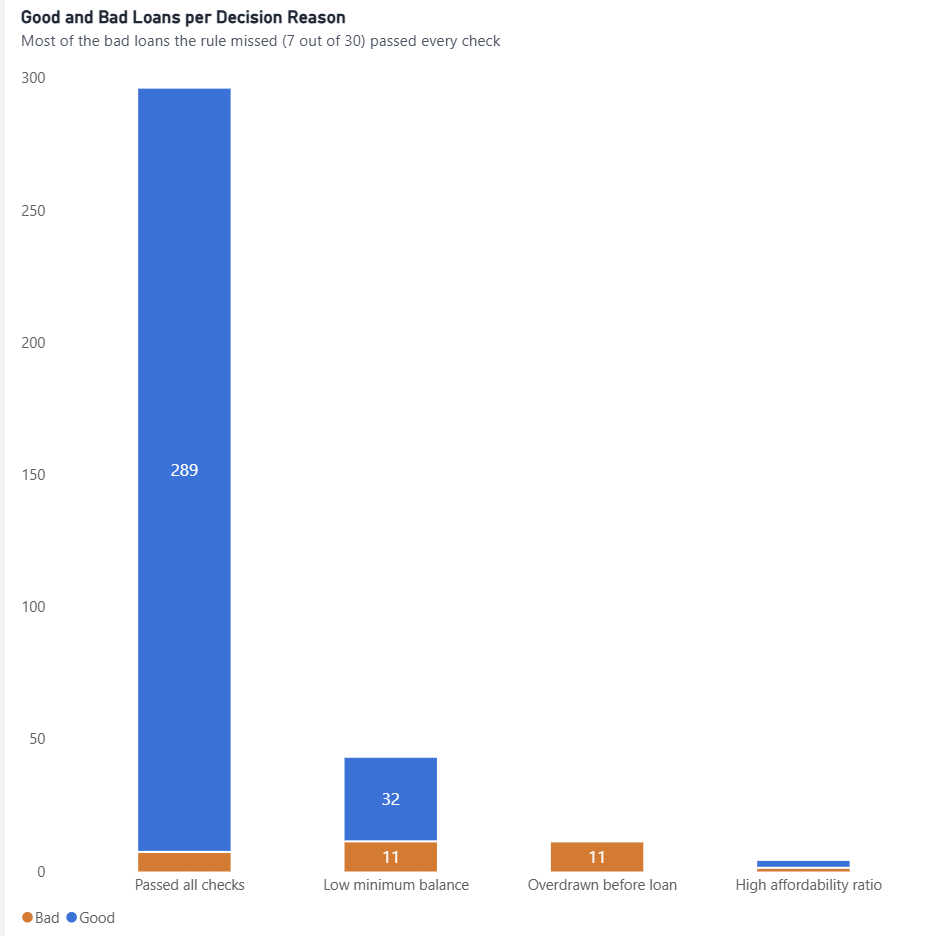 Good and Bad Loans per Decision Reason
Most of the bad loans the rule missed (7 out of 30) passed every check
300
250
200
150
100
50
0
289
32
11
11
Passed all checks
Low minimum balance
Overdrawn before loan
High affordability ratio
Bad
Good